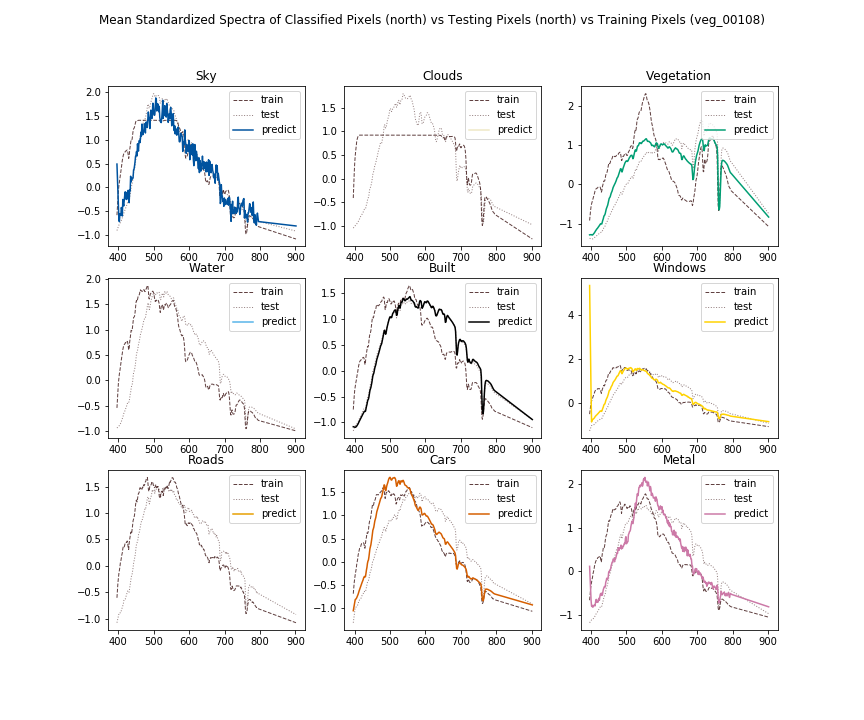 Mean Standardized Spectra of Classified Pixels (north) vs Testing Pixels (north) vs Training Pixels (veg_00108)
Sky
2.0
1.5
1.0
0.5
0.0
−0.5
−1.0
400 500 600 700 800 900
train
test
predict
Clouds
1.5
1.0
0.5
0.0
−0.5
−1.0
400 500 600 700 800 900
train
test
predict
Vegetation
2
1
0
−1
400 500 600 700 800 900
train
test
predict
Water
2.0
1.5
1.0
0.5
0.0
−0.5
−1.0
400 500 600 700 800 900
train
test
predict
Built
1.5
1.0
0.5
0.0
−0.5
−1.0
400 500 600 700 800 900
train
test
predict
Windows
4
2
0
400 500 600 700 800 900
train
test
predict
Roads
1.5
1.0
0.5
0.0
−0.5
−1.0
400 500 600 700 800 900
train
test
predict
Cars
1.5
1.0
0.5
0.0
−0.5
−1.0
400 500 600 700 800 900
train
test
predict
Metal
2
1
0
−1
400 500 600 700 800 900
train
test
predict